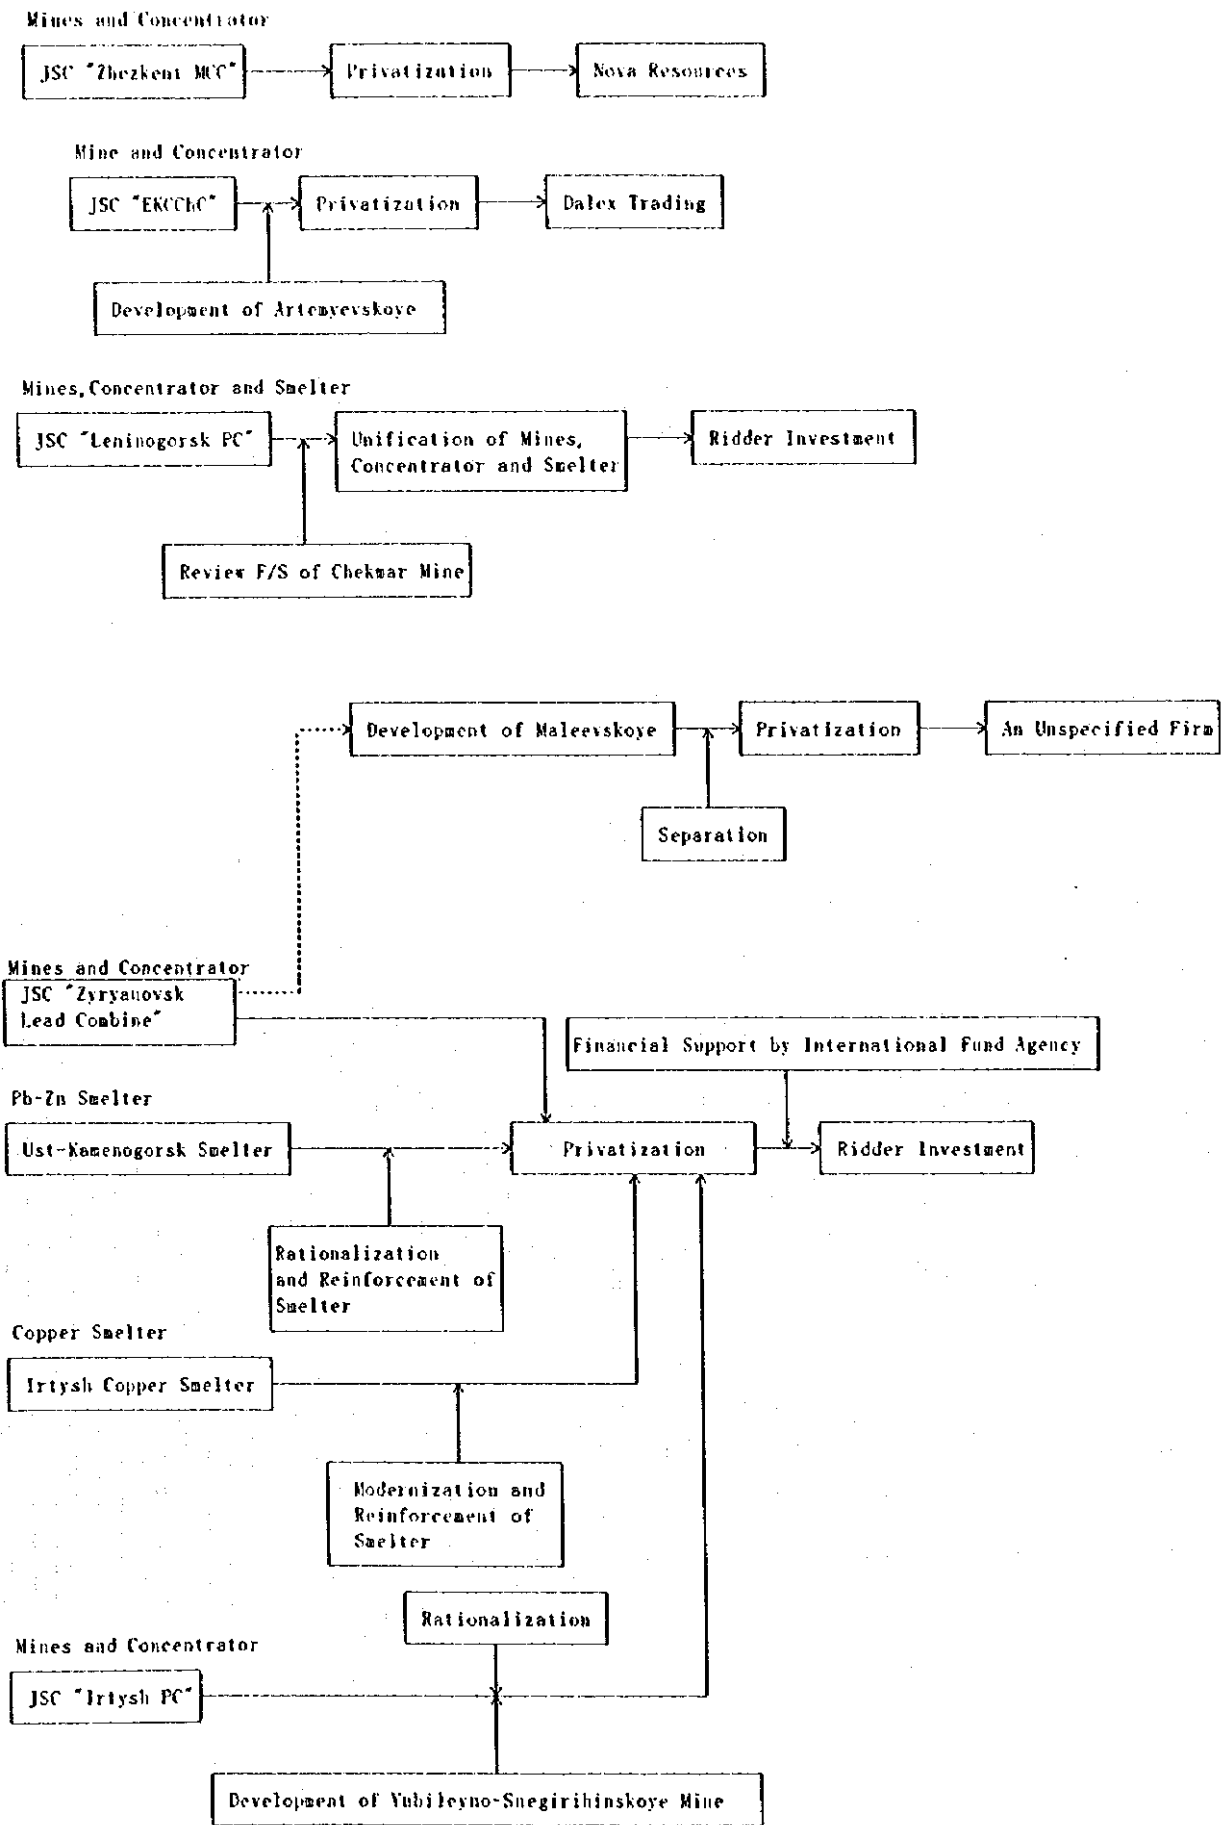 Mines and Concentrator
JSC "Zhezkent MCC"
Privatization
Nova Resources
Mine and Concentrator
JSC "EKCChC"
Privatization
Dalex Trading
Development of Artemyevskoye
Mines, Concentrator and Smelter
JSC "Leninogorsk PC"
Unification of Mines,
Concentrator and Smelter
Ridder Investment
Review F/S of Chekmar Mine
Development of Maleevskoye
Privatization
An Unspecified Firm
Separation
Mines and Concentrator
JSC "Zyryanovsk
Lead Combine"
Financial Support by International Fund Agency
Pb-Zn Smelter
Ust-Kamenogorsk Smelter
Privatization
Ridder Investment
Rationalization
and Reinforcement of
Smelter
Copper Smelter
Irtysh Copper Smelter
Modernization and
Reinforcement of
Smelter
Rationalization
Mines and Concentrator
JSC "Irtysh PC"
Development of Yubileyno-Snegirihinskoye Mine